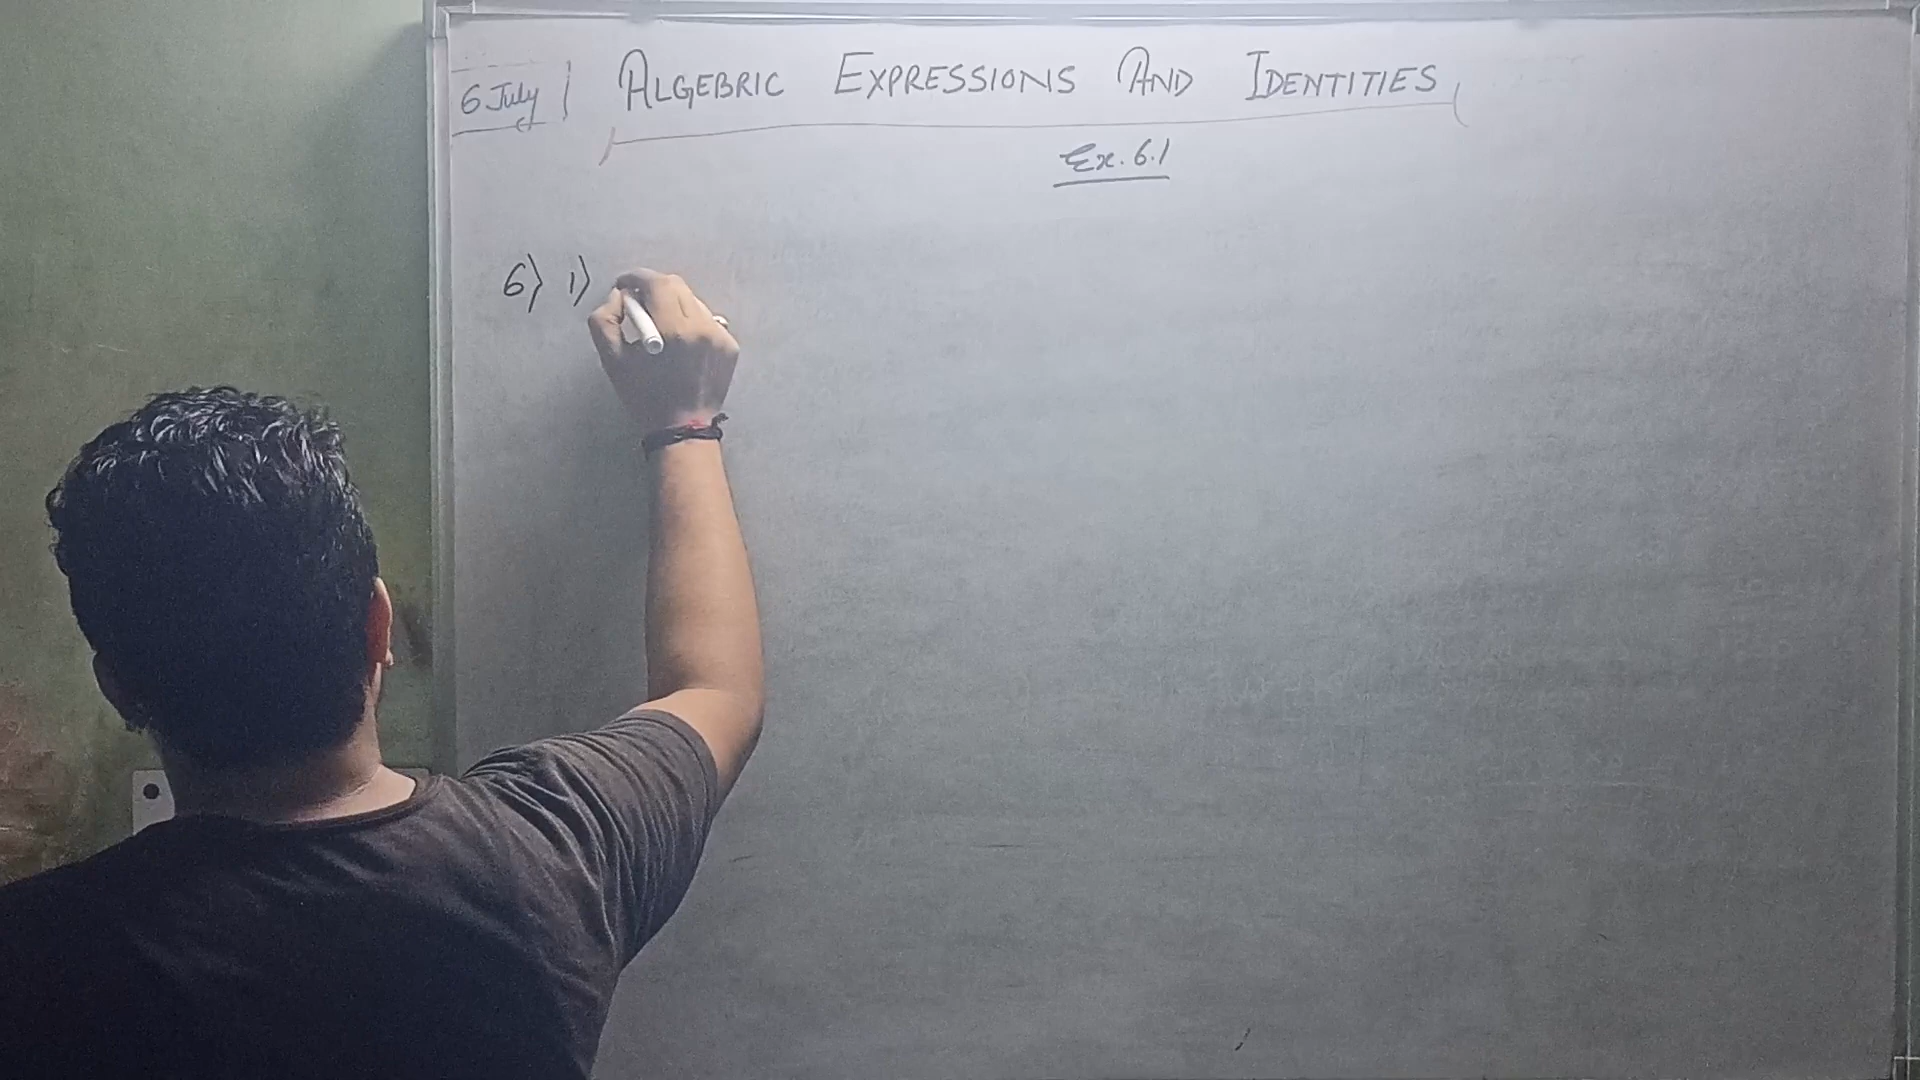 6 July | ALGEBRIC EXPRESSIONS AND IDENTITIES
Ex. 6.1
6) 1)